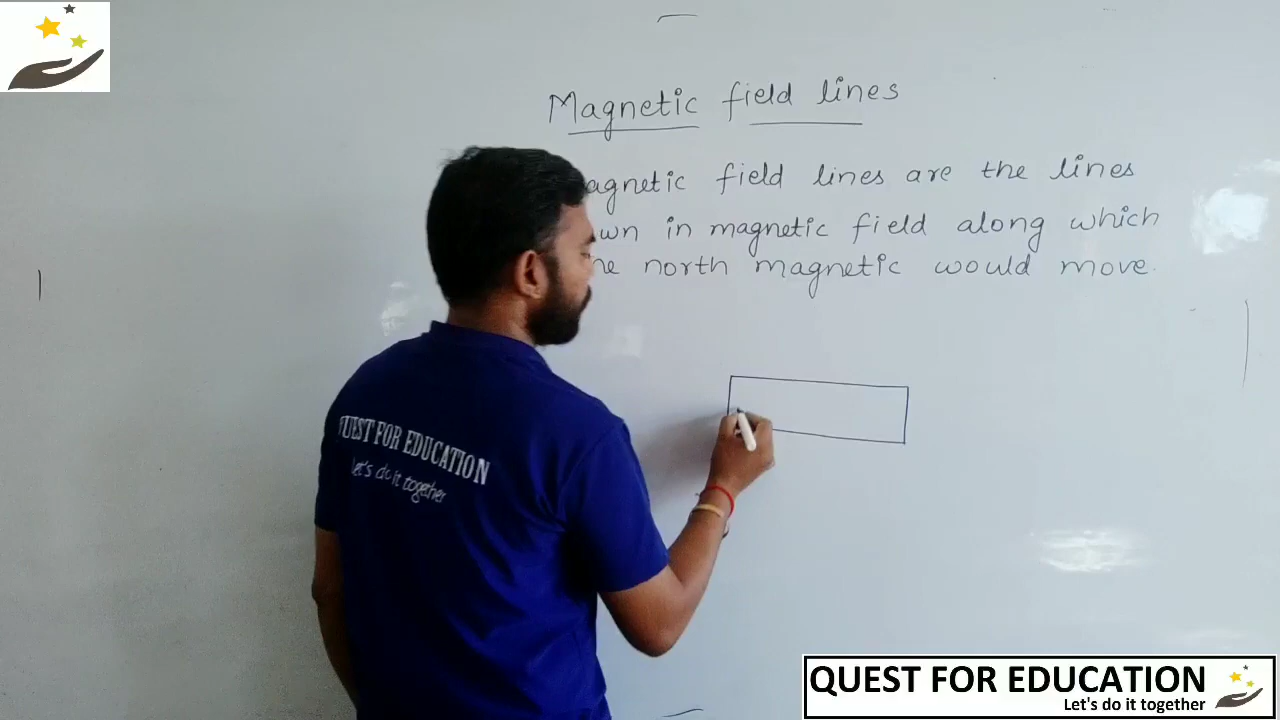 Magnetic field lines
agnetic field lines are the lines
wn in magnetic field along which
ne north magnetic would move.
QUEST FOR EDUCATION
Let's do it together
QUEST FOR EDUCATION
Let's do it together